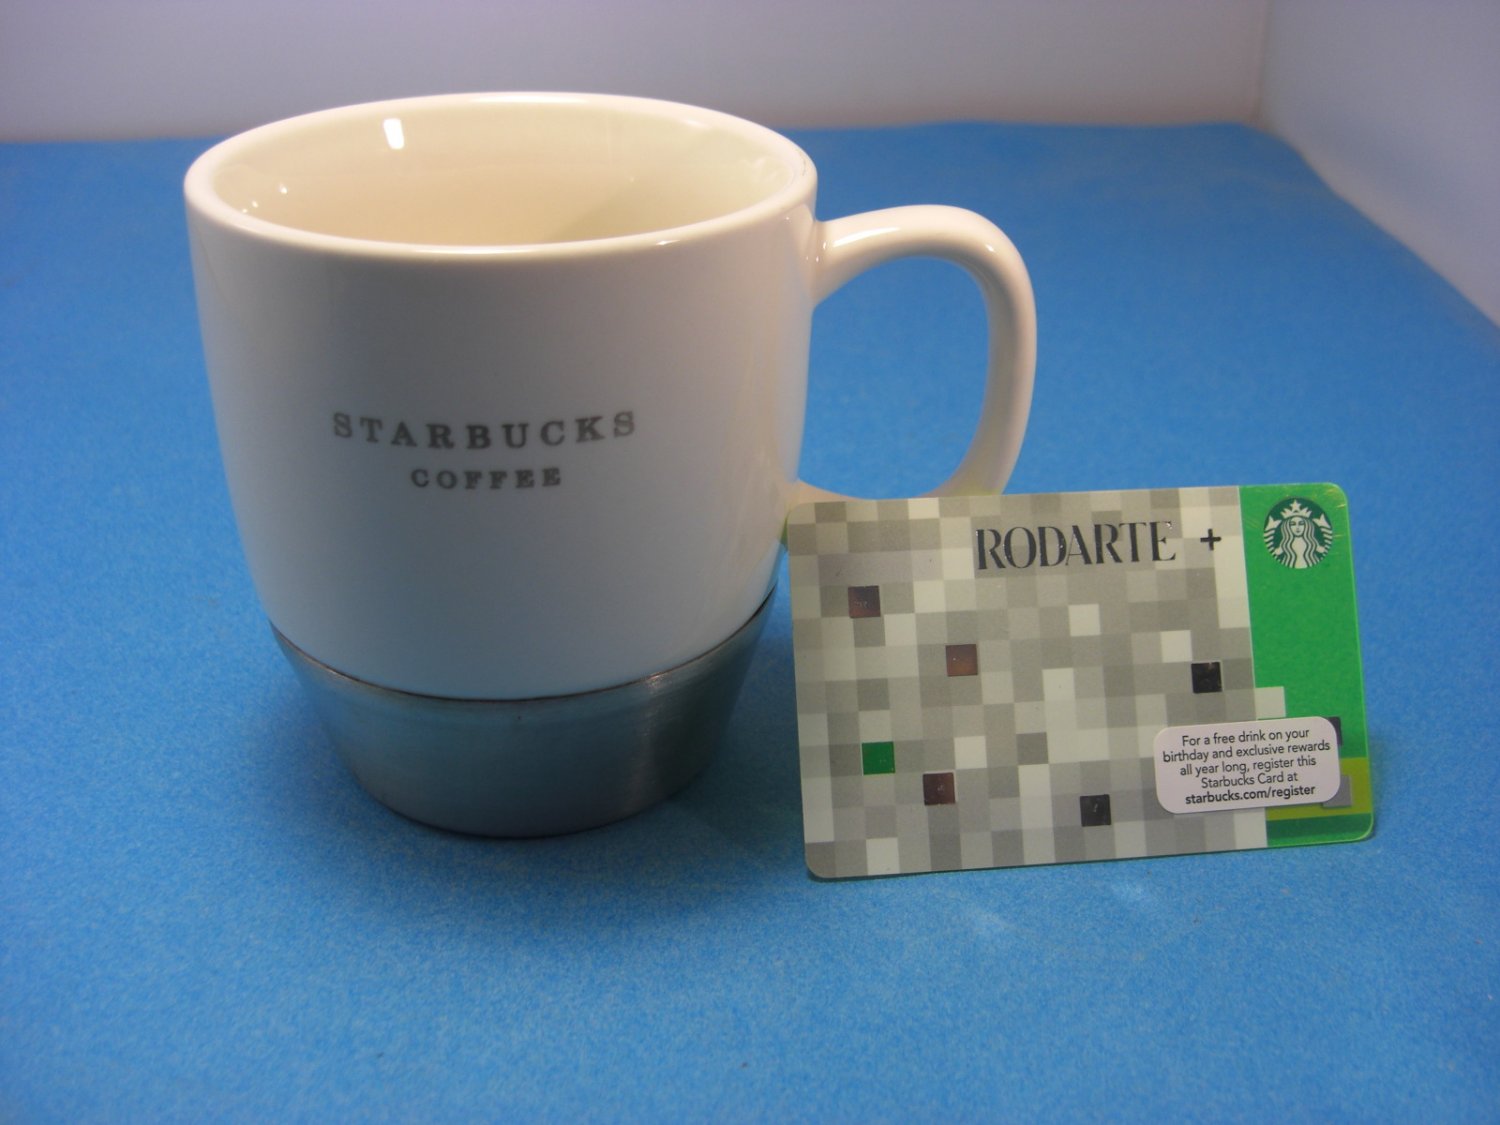 STARBUCKS
COFFEE
RODARTE +
For a free drink on your
birthday and exclusive rewards
all year long, register this
Starbucks Card at
starbucks.com/register